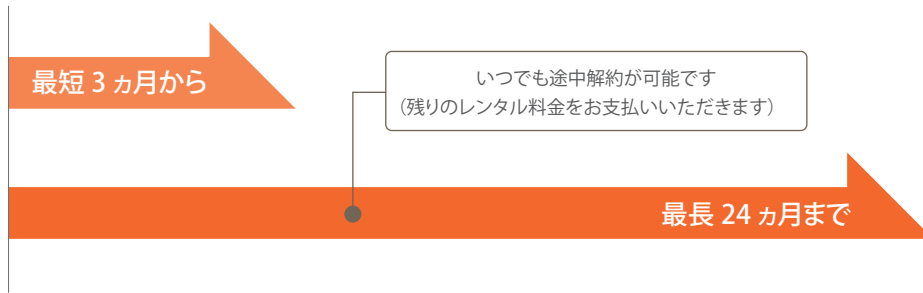 最短 3 ヵ月から
いつでも途中解約が可能です
（残りのレンタル料金をお支払いいただきます）
最長 24 ヵ月まで